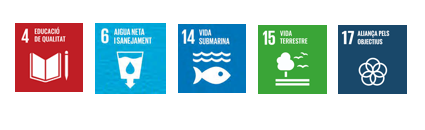 4 EDUCACIÓ
DE QUALITAT
6 AIGUA NETA
I SANEJAMENT
14 VIDA
SUBMARINA
15 VIDA
TERRESTRE
17 ALIANÇA PELS
OBJECTIUS